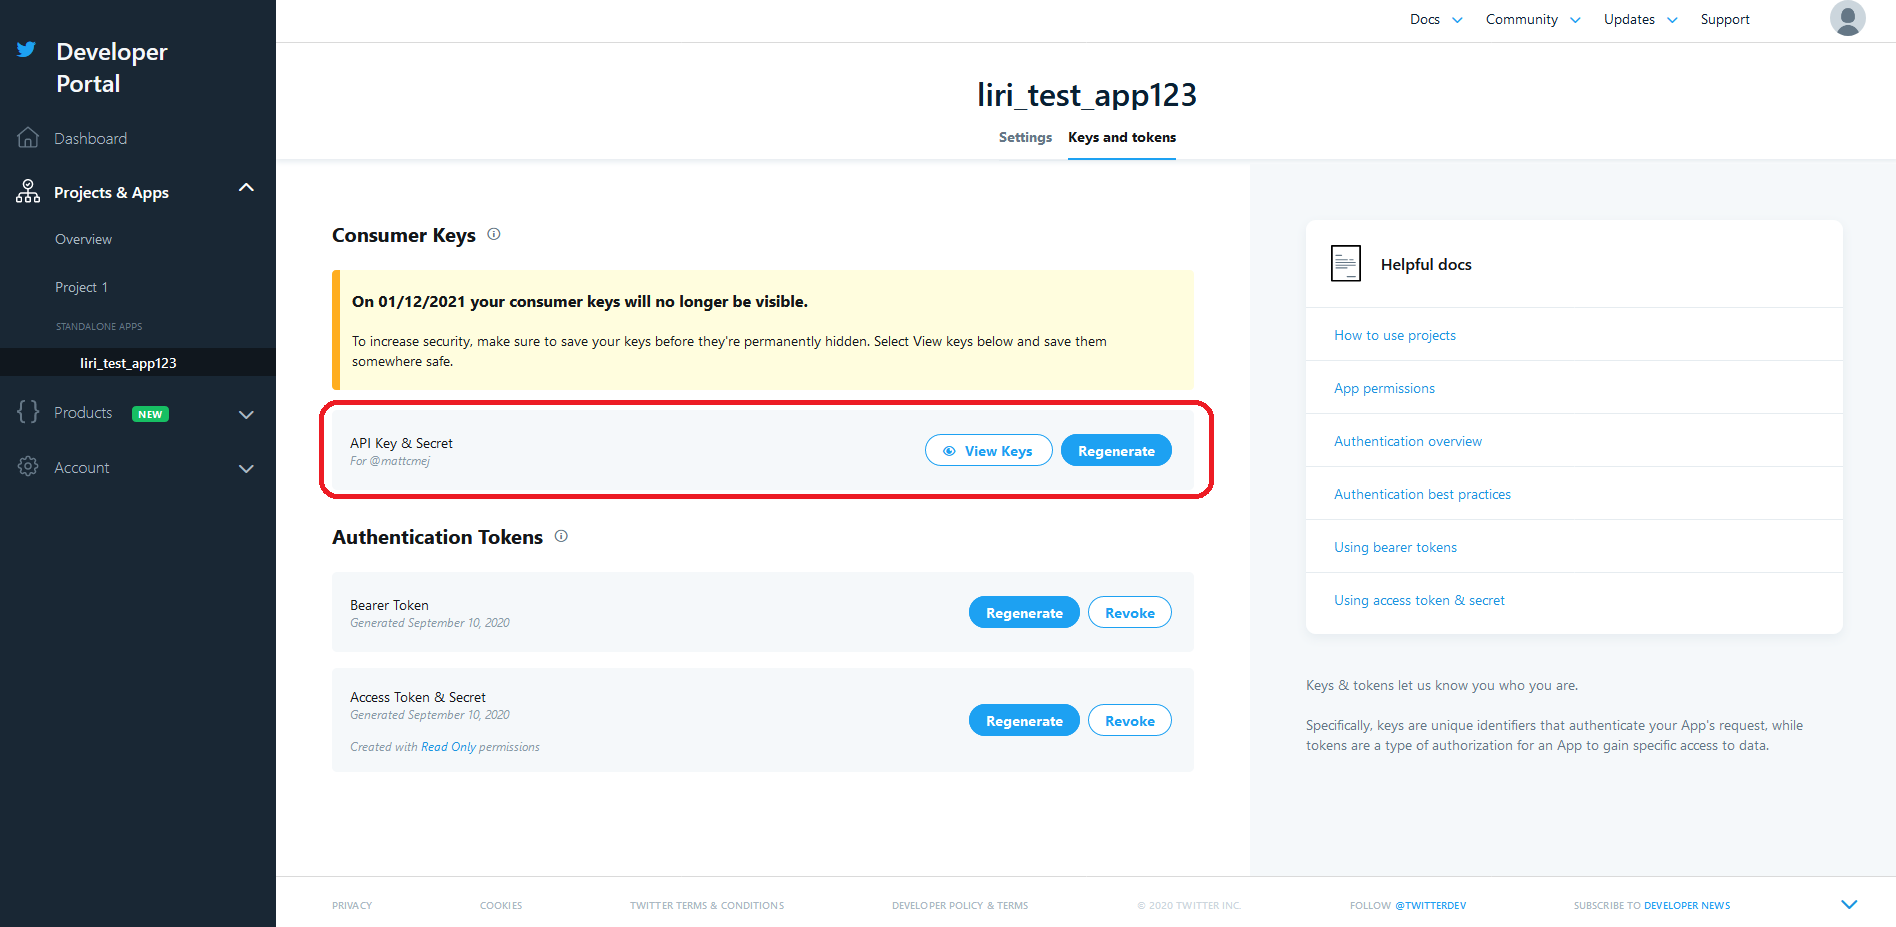 Developer
Portal
Dashboard
Projects & Apps
Overview
Project 1
STANDALONE APPS
liri_test_app123
Products NEW
Account
Docs Community Updates Support
liri_test_app123
Settings Keys and tokens
Consumer Keys
On 01/12/2021 your consumer keys will no longer be visible.
To increase security, make sure to save your keys before they're permanently hidden. Select View keys below and save them
somewhere safe.
API Key & Secret
For @mattcmej
View Keys Regenerate
Authentication Tokens
Bearer Token
Generated September 10, 2020
Regenerate Revoke
Access Token & Secret
Generated September 10, 2020
Created with Read Only permissions
Regenerate Revoke
Helpful docs
How to use projects
App permissions
Authentication overview
Authentication best practices
Using bearer tokens
Using access token & secret
Keys & tokens let us know you who you are.
Specifically, keys are unique identifiers that authenticate your App's request, while
tokens are a type of authorization for an App to gain specific access to data.
PRIVACY COOKIES TWITTER TERMS & CONDITIONS DEVELOPER POLICY & TERMS © 2020 TWITTER INC. FOLLOW @TWITTERDEV SUBSCRIBE TO DEVELOPER NEWS